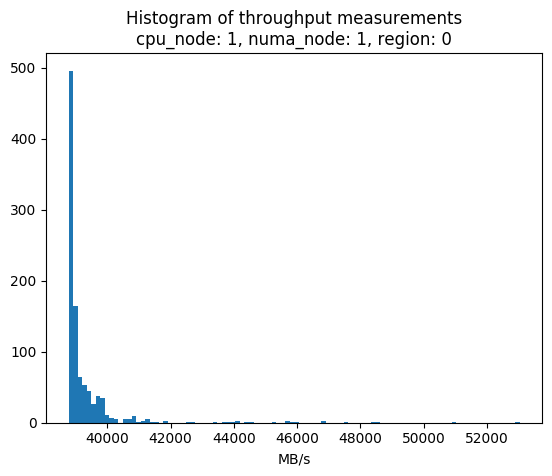 Histogram of throughput measurements
cpu_node: 1, numa_node: 1, region: 0
500
400
300
200
100
0
40000 42000 44000 46000 48000 50000 52000
MB/s